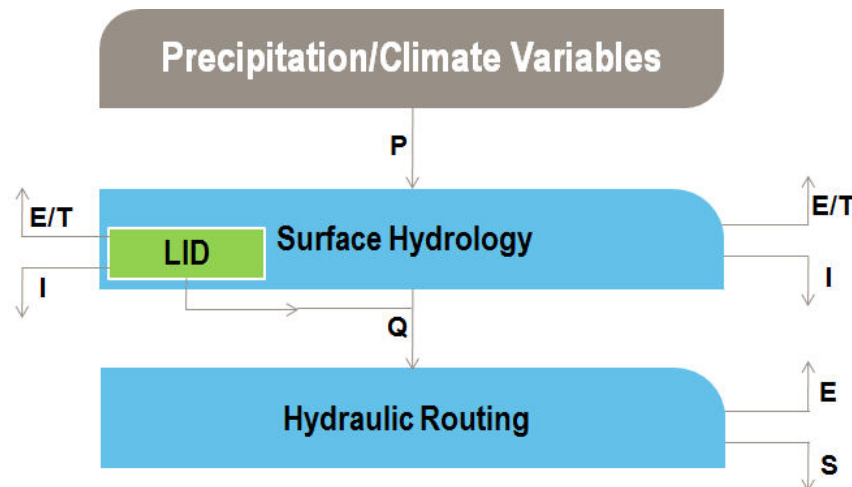 Precipitation/Climate Variables
P
E/T
E/T
LID
Surface Hydrology
I
I
Q
Hydraulic Routing
E
S